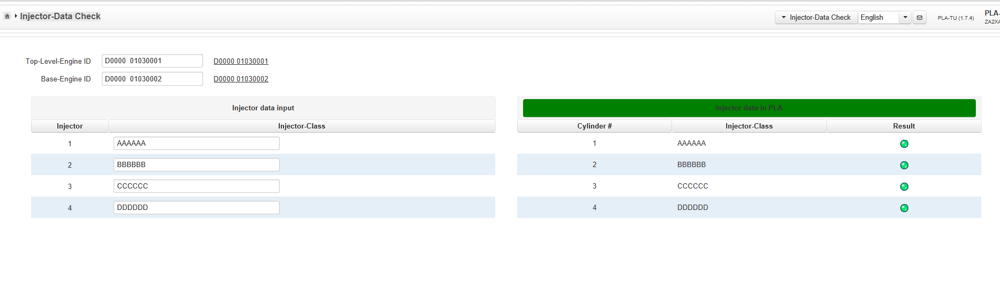 Injector-Data Check
Injector-Data Check English PLA-TU (1.7.4) PLA-
ZA2XA
Top-Level-Engine ID D0000  01030001 D0000 01030001
Base-Engine ID D0000  01030002 D0000 01030002
Injector data input Injector data in PLA
Injector Injector-Class Cylinder # Injector-Class Result
1 AAAAAA 1 AAAAAA
2 BBBBBB 2 BBBBBB
3 CCCCCC 3 CCCCCC
4 DDDDDD 4 DDDDDD